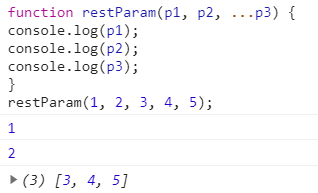 function restParam(p1, p2, ...p3) {
console.log(p1);
console.log(p2);
console.log(p3);
}
restParam(1, 2, 3, 4, 5);
1
2
▶ (3) [3, 4, 5]